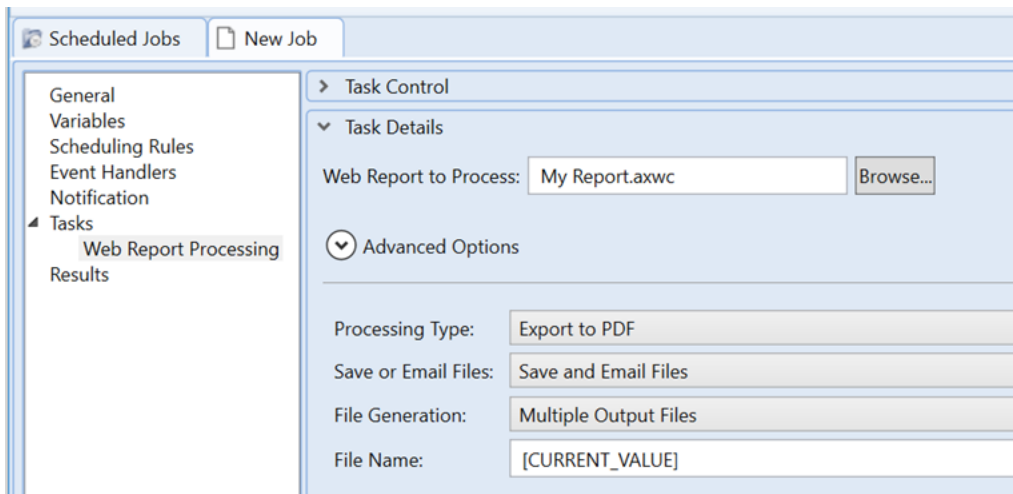 Scheduled Jobs
New Job
General
Variables
Scheduling Rules
Event Handlers
Notification
Tasks
Web Report Processing
Results
Task Control
Task Details
Web Report to Process: My Report.axwc Browse...
Advanced Options
Processing Type: Export to PDF
Save or Email Files: Save and Email Files
File Generation: Multiple Output Files
File Name: [CURRENT_VALUE]